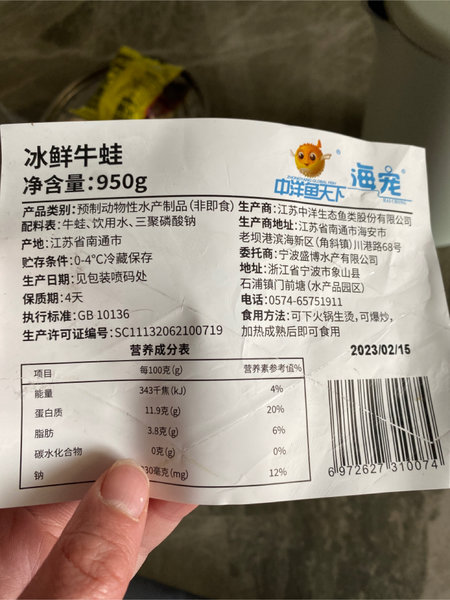 冰鲜牛蛙
净含量：950g
产品类别：预制动物性水产制品（非即食）
配料表：牛蛙、饮用水、三聚磷酸钠
产地：江苏省南通市
贮存条件：0-4℃冷藏保存
生产日期：见包装喷码处
保质期：4天
执行标准：GB 10136
生产许可证编号：SC11132062100719
中洋鱼天下
海宠
生产商：江苏中洋生态鱼类股份有限公司
生产商地址：江苏省南通市海安市
老坝港滨海新区（角斜镇）川港路68号
委托商：宁波盛博水产有限公司
地址：浙江省宁波市象山县
石浦镇门前塘（水产品园区）
电话：0574-65751911
食用方法：可下火锅生烫，可爆炒，
加热成熟后即可食用
2023/02/15
营养成分表
项目 每100克(g) 营养素参考值%
能量 343千焦(kJ) 4%
蛋白质 11.9克(g) 20%
脂肪 3.8克(g) 6%
碳水化合物 0克(g) 0%
钠 30毫克(mg) 12%
6 972627 310074